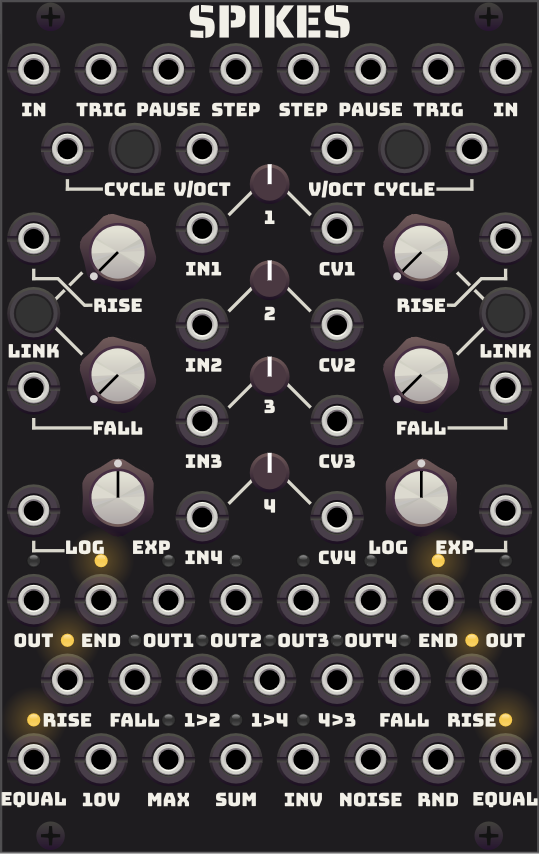 SPIKES
IN TRIG PAUSE STEP STEP PAUSE TRIG IN
CYCLE V/OCT V/OCT CYCLE
1
IN1 CV1
RISE 2 RISE
LINK IN2 CV2 LINK
3
FALL FALL
IN3 CV3
4
LOG EXP IN4 CV4 LOG EXP
OUT END OUT1 OUT2 OUT3 OUT4 END OUT
RISE FALL 1>2 1>4 4>3 FALL RISE
EQUAL 10V MAX SUM INV NOISE RND EQUAL